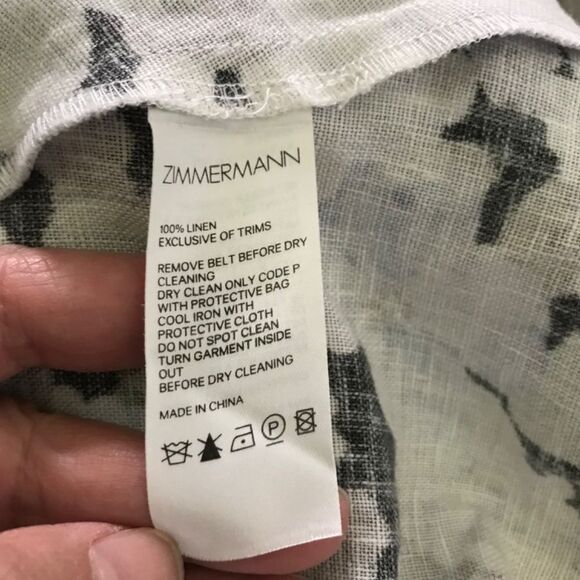 ZIMMERMANN
100% LINEN
EXCLUSIVE OF TRIMS
REMOVE BELT BEFORE DRY
CLEANING
DRY CLEAN ONLY CODE P
WITH PROTECTIVE BAG
COOL IRON WITH
PROTECTIVE CLOTH
DO NOT SPOT CLEAN
TURN GARMENT INSIDE
OUT
BEFORE DRY CLEANING
MADE IN CHINA
P